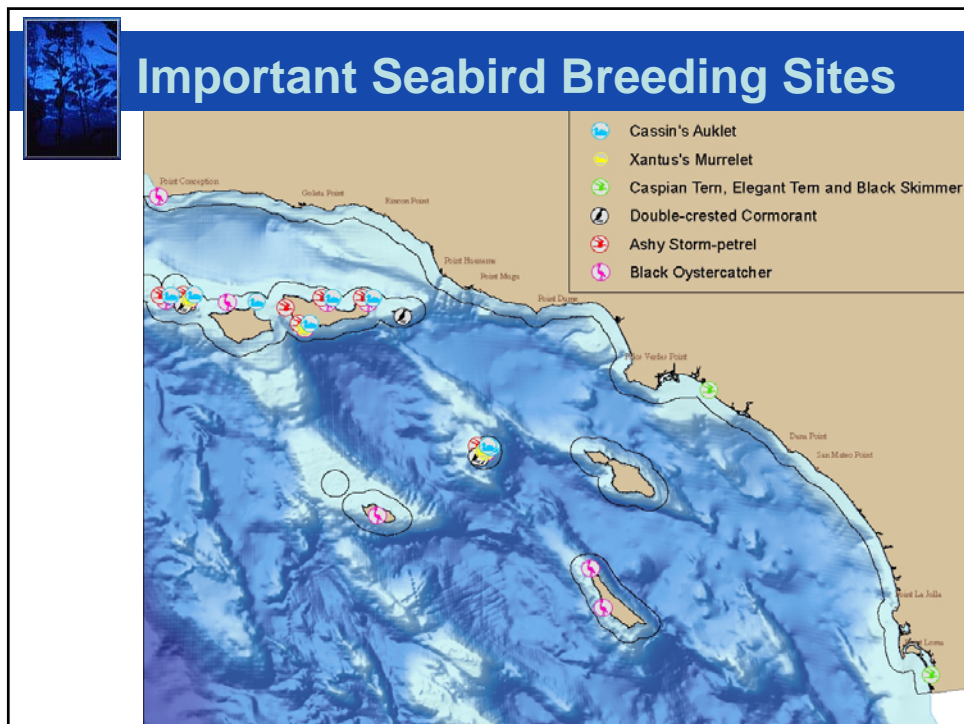 Important Seabird Breeding Sites
Cassin's Auklet
Xantus's Murrelet
Caspian Tern, Elegant Tern and Black Skimmer
Double-crested Cormorant
Ashy Storm-petrel
Black Oystercatcher
Point Conception
Goleta Point
Rincon Point
Point Hueneme
Point Mugu
Point Dume
Palos Verdes Point
Dana Point
San Mateo Point
Point La Jolla
Point Loma